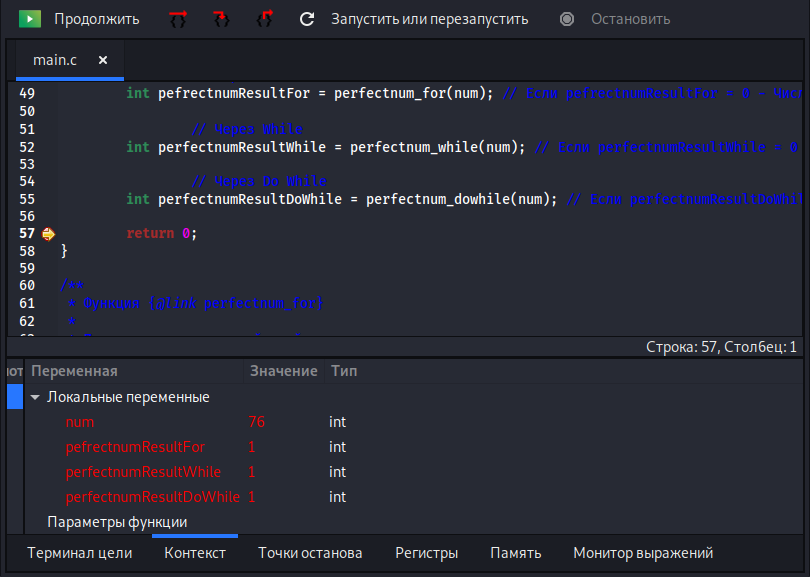 Продолжить Запустить или перезапустить Остановить
main.c ×
49 int pefrectnumResultFor = perfectnum_for(num); // Если pefrectnumResultFor = 0 - Чис
50
51 // Через While
52 int perfectnumResultWhile = perfectnum_while(num); // Если perfectnumResultWhile = 0
53
54 // Через Do While
55 int perfectnumResultDoWhile = perfectnum_dowhile(num); // Если perfectnumResultDoWhi
56
57 return 0;
58 }
59
60 /**
61 * Функция {@link perfectnum_for}
62 *
Строка: 57, Столбец: 1
Переменная Значение Тип
Локальные переменные
num 76 int
pefrectnumResultFor 1 int
perfectnumResultWhile 1 int
perfectnumResultDoWhile 1 int
Параметры функции
Терминал цели Контекст Точки останова Регистры Память Монитор выражений